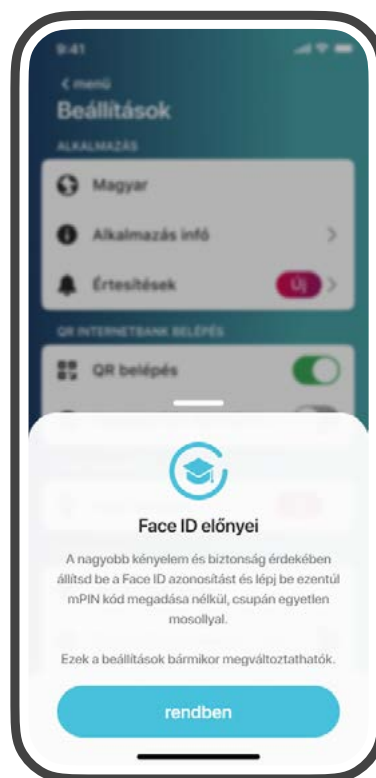 9:41
menü
Beállítások
ALKALMAZÁS
Magyar
Alkalmazás infó
Értesítések
Új
QR INTERNETBANK BELÉPÉS
QR belépés
Face ID előnyei
A nagyobb kényelem és biztonság érdekében
állítsd be a Face ID azonosítást és lépj be ezentúl
mPIN kód megadása nélkül, csupán egyetlen
mosollyal.
Ezek a beállítások bármikor megváltoztathatók.
rendben